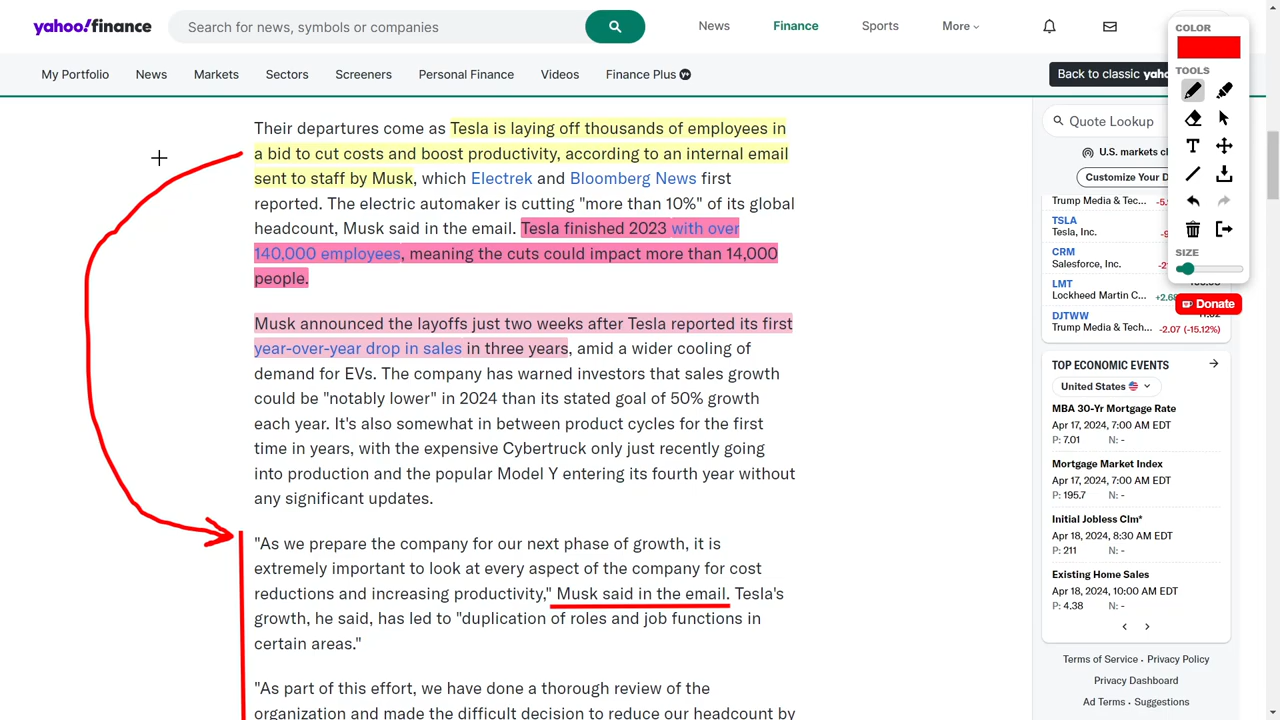 yahoo!finance
Search for news, symbols or companies
News
Finance
Sports
More
My Portfolio
News
Markets
Sectors
Screeners
Personal Finance
Videos
Finance Plus
Back to classic
Their departures come as Tesla is laying off thousands of employees in
a bid to cut costs and boost productivity, according to an internal email
sent to staff by Musk, which Electrek and Bloomberg News first
reported. The electric automaker is cutting "more than 10%" of its global
headcount, Musk said in the email. Tesla finished 2023 with over
140,000 employees, meaning the cuts could impact more than 14,000
people.
Musk announced the layoffs just two weeks after Tesla reported its first
year-over-year drop in sales in three years, amid a wider cooling of
demand for EVs. The company has warned investors that sales growth
could be "notably lower" in 2024 than its stated goal of 50% growth
each year. It's also somewhat in between product cycles for the first
time in years, with the expensive Cybertruck only just recently going
into production and the popular Model Y entering its fourth year without
any significant updates.
"As we prepare the company for our next phase of growth, it is
extremely important to look at every aspect of the company for cost
reductions and increasing productivity," Musk said in the email. Tesla's
growth, he said, has led to "duplication of roles and job functions in
certain areas."
"As part of this effort, we have done a thorough review of the
organization and made the difficult decision to reduce our headcount by
Quote Lookup
U.S. markets
Customize Your
Trump Media & Tec...
TSLA
Tesla, Inc.
CRM
Salesforce, Inc.
LMT
Lockheed Martin C...
DJTWW
Trump Media & Tech...
-2.07 (-15.12%)
TOP ECONOMIC EVENTS
United States
MBA 30-Yr Mortgage Rate
Apr 17, 2024, 7:00 AM EDT
P: 7.01 N: -
Mortgage Market Index
Apr 17, 2024, 7:00 AM EDT
P: 195.7 N: -
Initial Jobless Clm*
Apr 18, 2024, 8:30 AM EDT
P: 211 N: -
Existing Home Sales
Apr 18, 2024, 10:00 AM EDT
P: 4.38 N: -
Terms of Service • Privacy Policy
Privacy Dashboard
Ad Terms • Suggestions
COLOR
TOOLS
T
SIZE
Donate